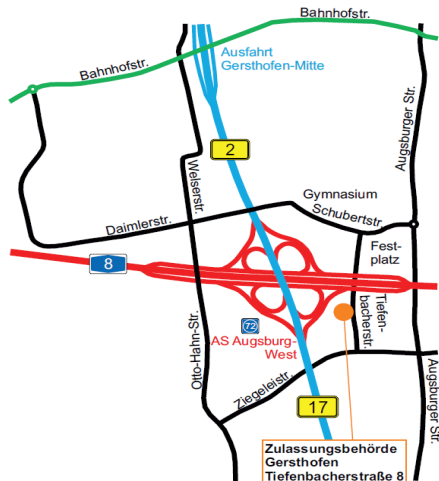 Bahnhofstr.
Bahnhofstr.
Ausfahrt
Gersthofen-Mitte
Augsburger Str.
2
Welserstr.
Gymnasium
Schubertstr.
Daimlerstr.
Fest-
platz
8
Tiefen-
bacherstr.
72
AS Augsburg-
West
Otto-Hahn-Str.
Ziegeleistr.
17
Augsburger Str.
Zulassungsbehörde
Gersthofen
Tiefenbacherstraße 8